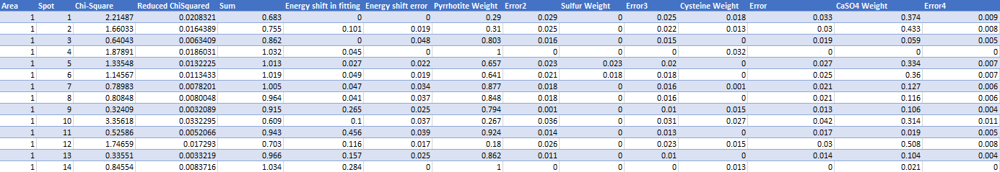 Area Spot Chi-Square Reduced ChiSquared Sum Energy shift in fitting Energy shift error Pyrrhotite Weight Error2 Sulfur Weight Error3 Cysteine Weight Error CaSO4 Weight Error4
1 1 2.21487 0.0208321 0.683 0 0 0.29 0.029 0 0.025 0.018 0.033 0.374 0.009
1 2 1.66033 0.0164389 0.755 0.101 0.019 0.31 0.025 0 0.022 0.013 0.03 0.433 0.008
1 3 0.64043 0.0063409 0.862 0 0.048 0.803 0.016 0 0.015 0 0.019 0.059 0.005
1 4 1.87891 0.0186031 1.032 0.045 0 1 0 0 0 0.032 0 0 0
1 5 1.33548 0.0132225 1.013 0.027 0.022 0.657 0.023 0.023 0.02 0 0.027 0.334 0.007
1 6 1.14567 0.0113433 1.019 0.049 0.019 0.641 0.021 0.018 0.018 0 0.025 0.36 0.007
1 7 0.78983 0.0078201 1.005 0.047 0.034 0.877 0.018 0 0.016 0.001 0.021 0.127 0.006
1 8 0.80848 0.0080048 0.964 0.041 0.037 0.848 0.018 0 0.016 0 0.021 0.116 0.006
1 9 0.32409 0.0032089 0.915 0.265 0.025 0.794 0.001 0 0.01 0.015 0.013 0.106 0.004
1 10 3.35618 0.0332295 0.609 0.1 0.037 0.267 0.036 0 0.031 0.027 0.042 0.314 0.011
1 11 0.52586 0.0052066 0.943 0.456 0.039 0.924 0.014 0 0.013 0 0.017 0.019 0.005
1 12 1.74659 0.017293 0.703 0.116 0.017 0.18 0.026 0 0.023 0.015 0.03 0.508 0.008
1 13 0.33551 0.0033219 0.966 0.157 0.025 0.862 0.011 0 0.01 0 0.014 0.104 0.004
1 14 0.84554 0.0083716 1.034 0.284 0 1 0 0 0 0.013 0 0.021 0